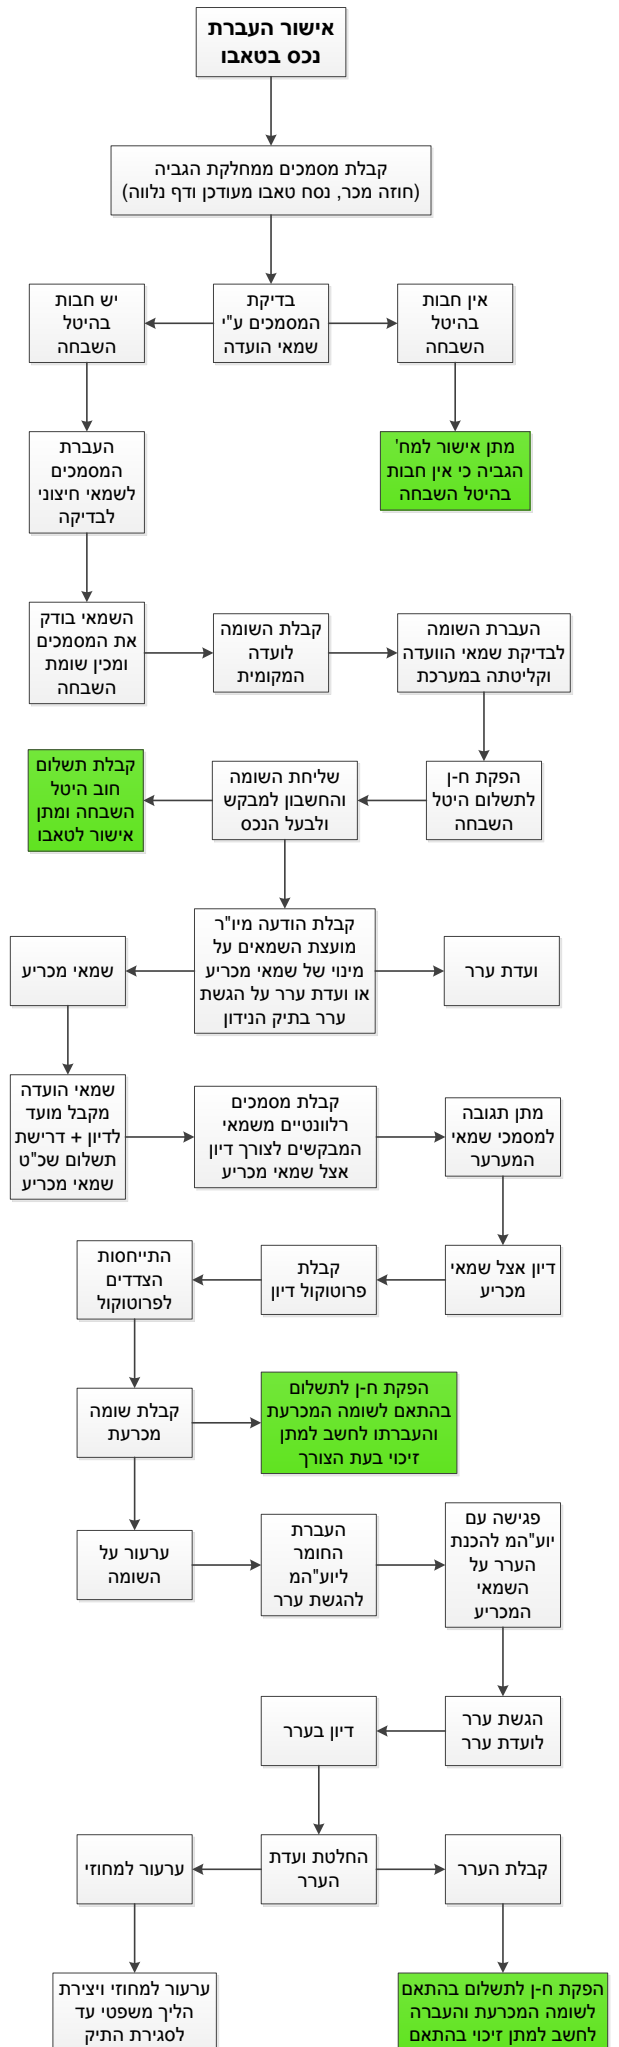 אישור העברת
נכס בטאבו
קבלת מסמכים ממחלקת הגביה
(חוזה מכר, נסח טאבו מעודכן ודף נלווה)
אין חבות
בהיטל
השבחה
בדיקת
המסמכים ע"י
שמאי הועדה
יש חבות
בהיטל
השבחה
מתן אישור למח'
הגביה כי אין חבות
בהיטל השבחה
העברת
המסמכים
לשמאי חיצוני
לבדיקה
השמאי בודק
את המסמכים
ומכין שומת
השבחה
קבלת השומה
לועדה
המקומית
העברת השומה
לבדיקת שמאי הוועדה
וקליטתה במערכת
הפקת ח-ן
לתשלום היטל
השבחה
שליחת השומה
והחשבון למבקש
ולבעל הנכס
קבלת תשלום
חוב היטל
השבחה ומתן
אישור לטאבו
קבלת הודעה מיו"ר
מועצת השמאים על
מינוי של שמאי מכריע
או ועדת ערר על הגשת
ערר בתיק הנידון
ועדת ערר
שמאי מכריע
שמאי הועדה
מקבל מועד
לדיון + דרישת
תשלום שכ"ט
שמאי מכריע
קבלת מסמכים
רלוונטיים משמאי
המבקשים לצורך דיון
אצל שמאי מכריע
מתן תגובה
למסמכי שמאי
המערער
דיון אצל שמאי
מכריע
קבלת
פרוטוקול דיון
התייחסות
הצדדים
לפרוטוקול
קבלת שומה
מכרעת
הפקת ח-ן לתשלום
בהתאם לשומה המכרעת
והעברתו לחשב למתן
זיכוי בעת הצורך
ערעור על
השומה
העברת
החומר
ליוע"המ
להגשת ערר
פגישה עם
יוע"המ להכנת
הערר על
השמאי
המכריע
הגשת ערר
לועדת ערר
דיון בערר
החלטת ועדת
הערר
קבלת הערר
ערעור למחוזי
הפקת ח-ן לתשלום בהתאם
לשומה המכרעת והעברה
לחשב למתן זיכוי בהתאם
ערעור למחוזי ויצירת
הליך משפטי עד
לסגירת התיק